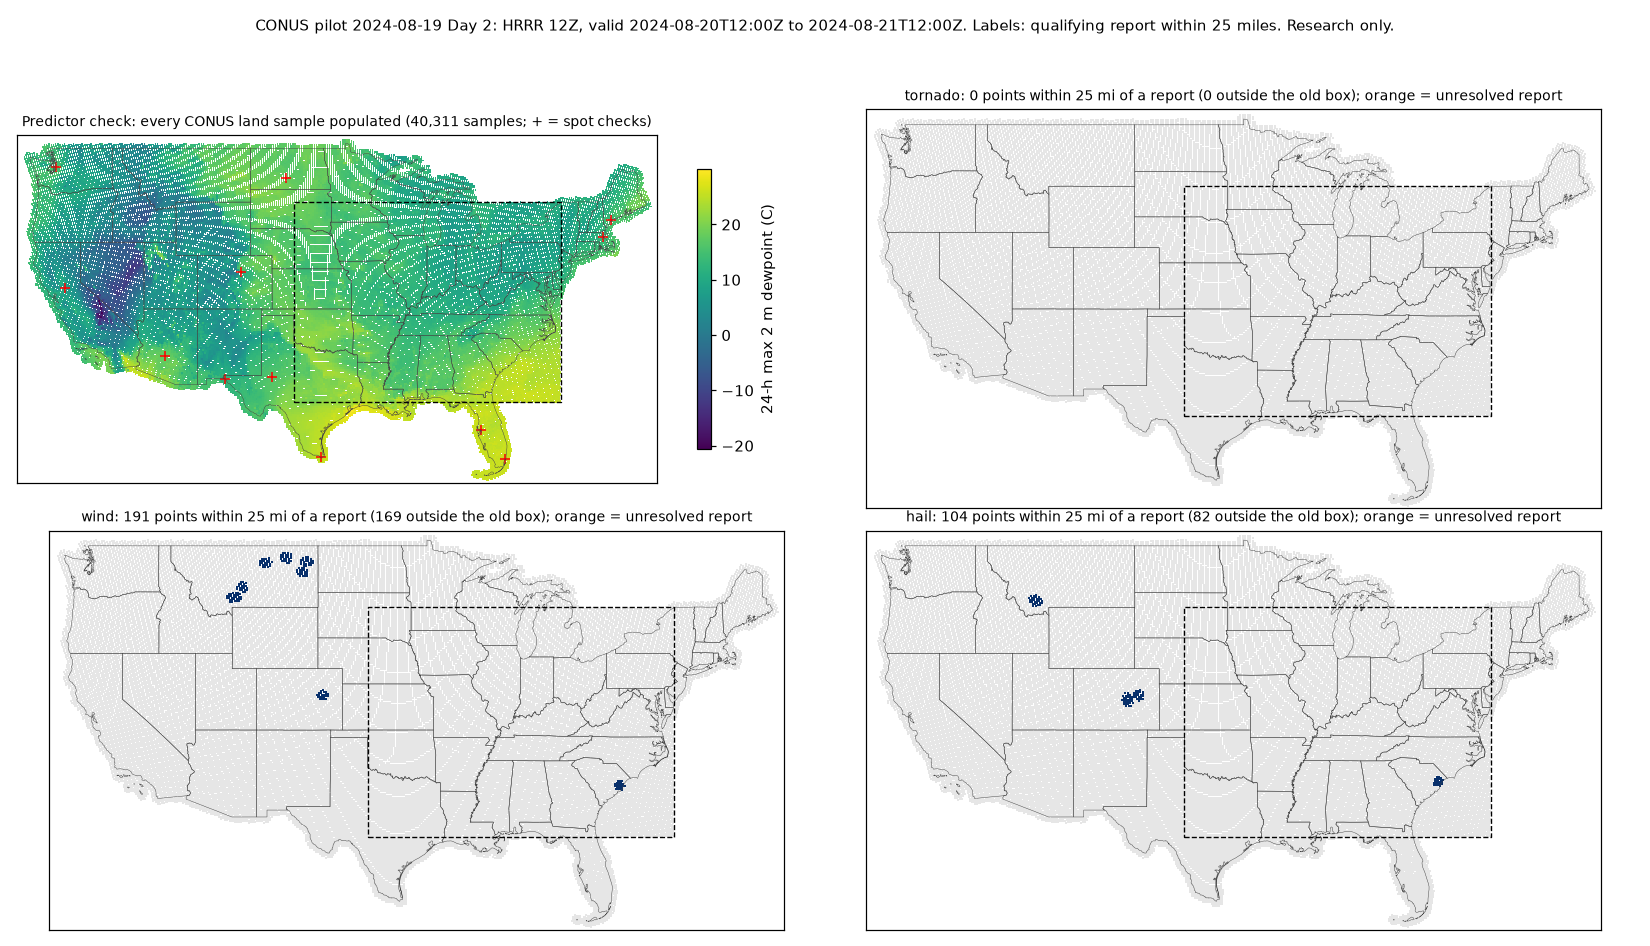 CONUS pilot 2024-08-19 Day 2: HRRR 12Z, valid 2024-08-20T12:00Z to 2024-08-21T12:00Z. Labels: qualifying report within 25 miles. Research only.
Predictor check: every CONUS land sample populated (40,311 samples; + = spot checks)
20
10
0
−10
−20
24-h max 2 m dewpoint (C)
tornado: 0 points within 25 mi of a report (0 outside the old box); orange = unresolved report
wind: 191 points within 25 mi of a report (169 outside the old box); orange = unresolved report
hail: 104 points within 25 mi of a report (82 outside the old box); orange = unresolved report